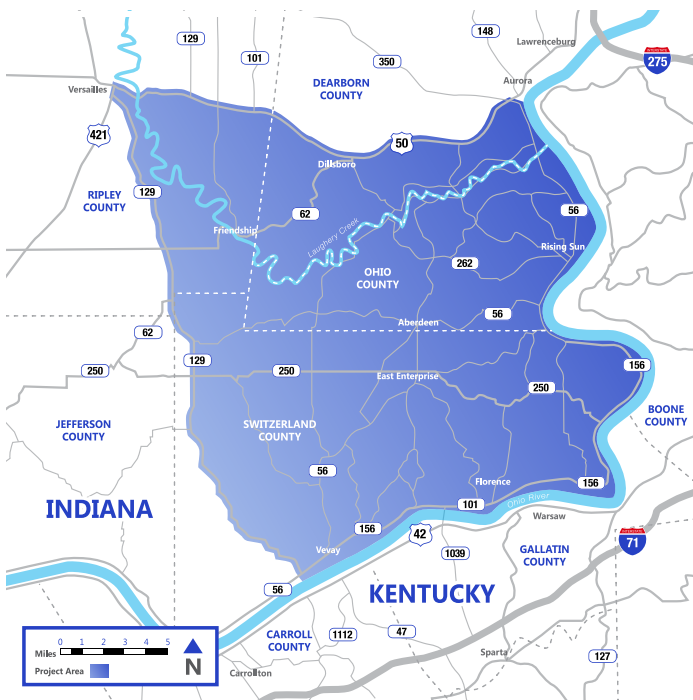 129
148
Lawrenceburg
101
350
275
Aurora
DEARBORN
COUNTY
Versailles
421
50
Dillsboro
129
RIPLEY
COUNTY
62
56
Friendship
Laughery Creek
Rising Sun
262
OHIO
COUNTY
56
Aberdeen
62
129
156
250
250
East Enterprise
250
BOONE
COUNTY
JEFFERSON
COUNTY
SWITZERLAND
COUNTY
56
Florence
156
INDIANA
101
Ohio River
Warsaw
156
42
71
Vevay
1039
GALLATIN
COUNTY
56
KENTUCKY
CARROLL
COUNTY
1112
47
Sparta
127
Carrollton
0 1 2 3 4 5
Miles
Project Area
N